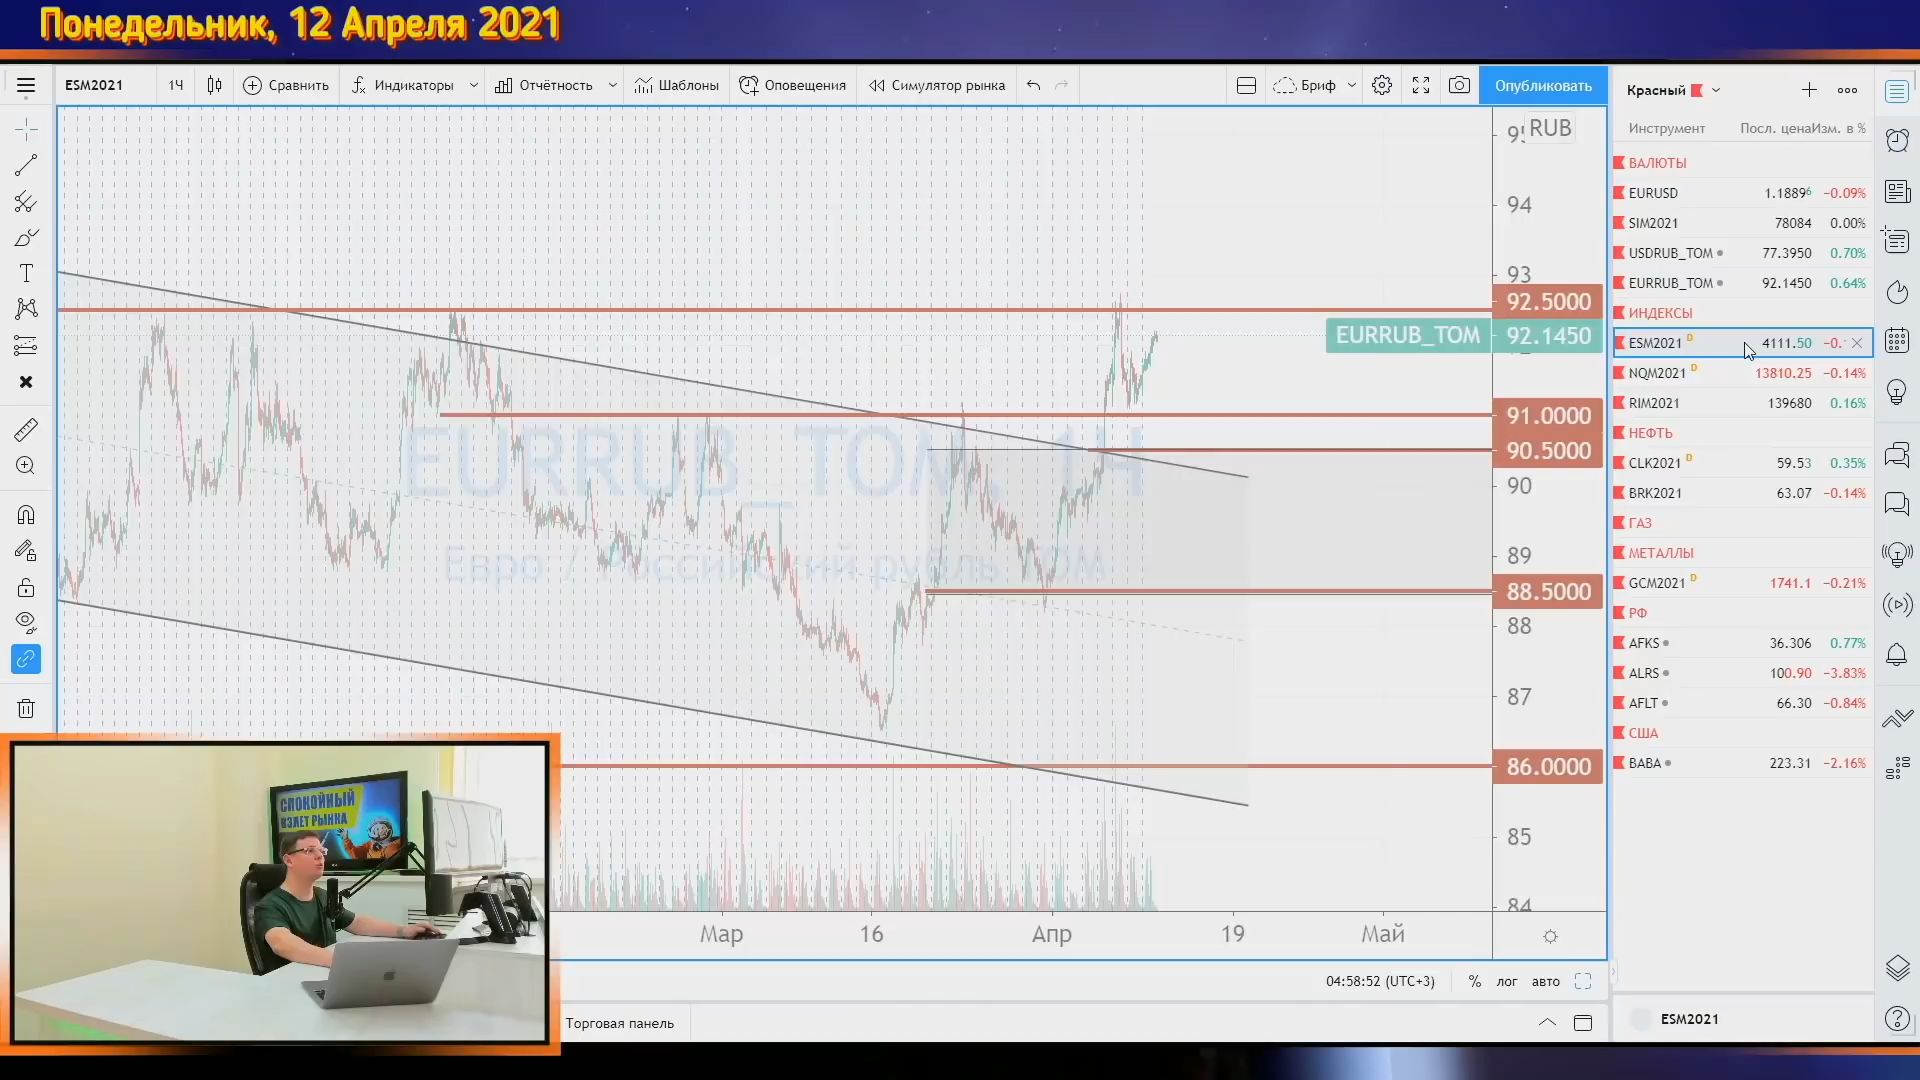 Понедельник, 12 Апреля 2021
ESM2021 1Ч Сравнить Индикаторы Отчётность Шаблоны Оповещения Симулятор рынка Бриф Опубликовать
Красный
Инструмент Посл. цена Изм. в %
ВАЛЮТЫ
EURUSD 1.18896 −0.09%
SIM2021 78084 0.00%
USDRUB_TOM 77.3950 0.70%
EURRUB_TOM 92.1450 0.64%
ИНДЕКСЫ
ESM2021 D 4111.50 −0.
NQM2021 D 13810.25 −0.14%
RIM2021 139680 0.16%
НЕФТЬ
CLK2021 D 59.53 0.35%
BRK2021 63.07 −0.14%
ГАЗ
МЕТАЛЛЫ
GCM2021 D 1741.1 −0.21%
РФ
AFKS 36.306 0.77%
ALRS 100.90 −3.83%
AFLT 66.30 −0.84%
США
BABA 223.31 −2.16%
ESM2021
RUB
94
93
92.5000
EURRUB_TOM 92.1450
91.0000
90.5000
90
89
88.5000
88
87
86.0000
85
84
EURRUB_TOM, 1Ч
Евро / Российский рубль TOM
Мар 16 Апр 19 Май
04:58:52 (UTC+3) % лог авто
Торговая панель
СПОКОЙНЫЙ
ВЗЛЕТ РЫНКА